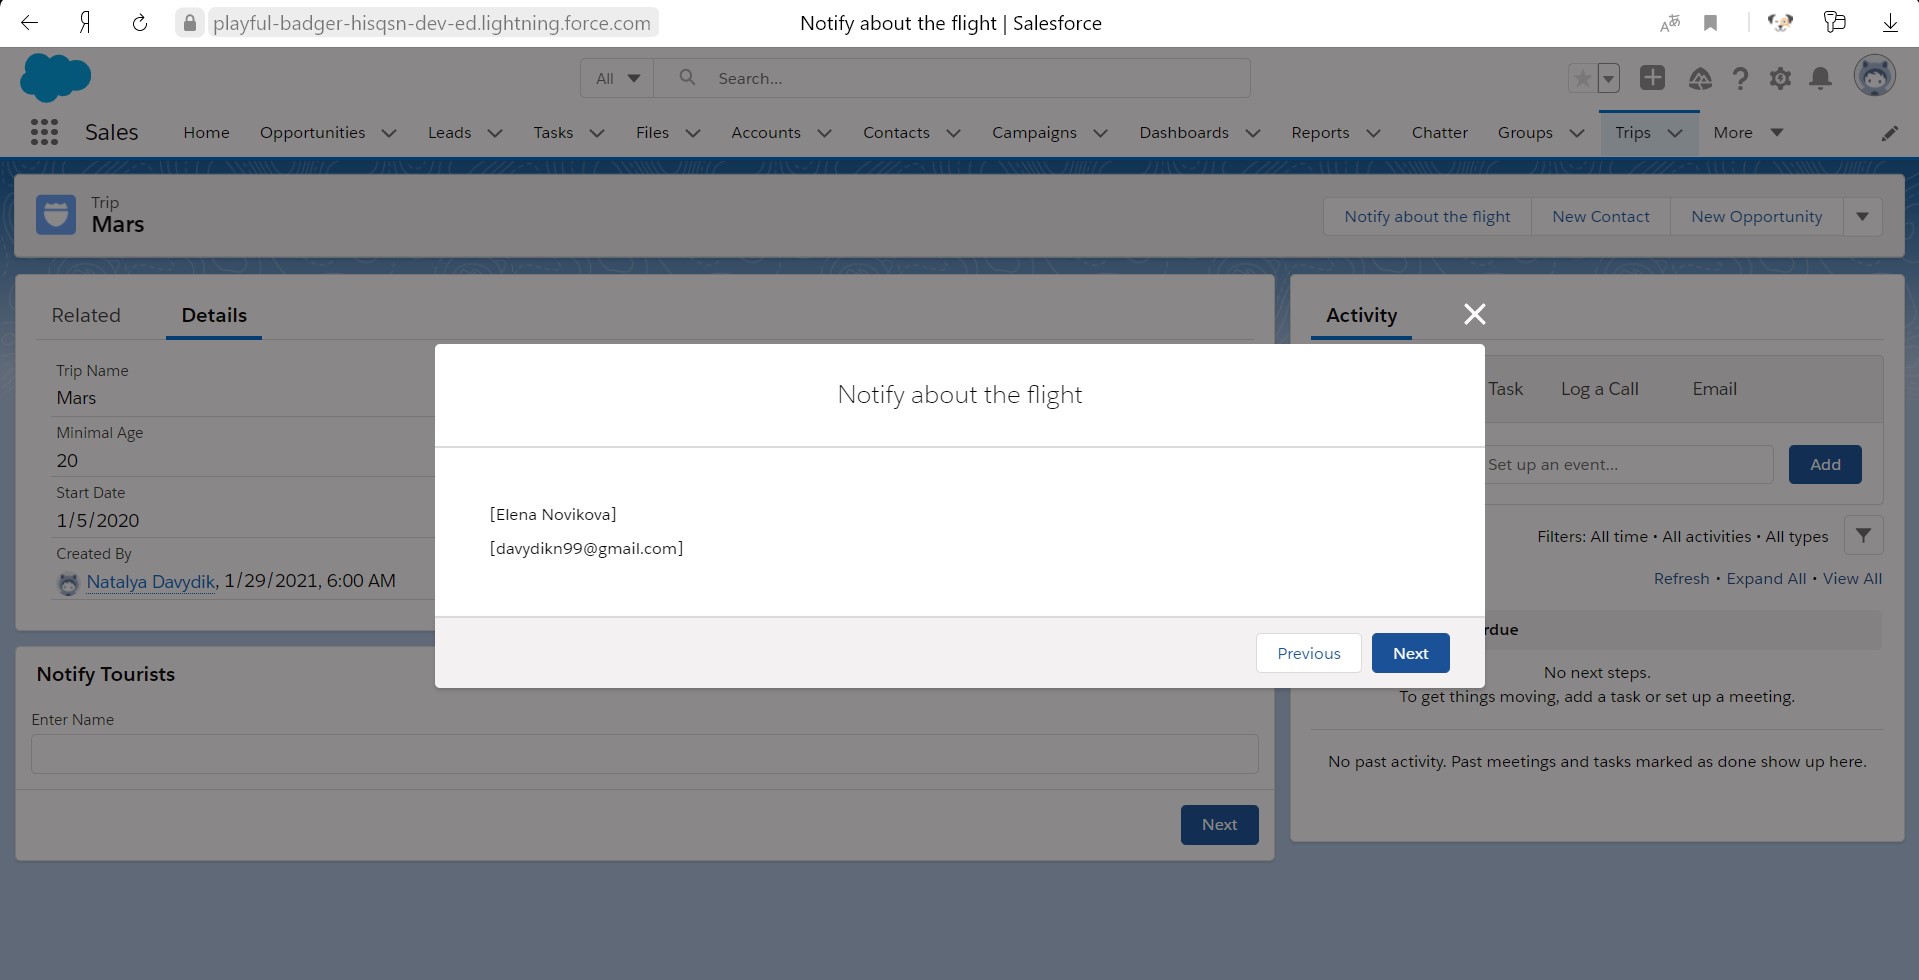 Я playful-badger-hisqsn-dev-ed.lightning.force.com Notify about the flight | Salesforce
All Search...
Sales Home Opportunities Leads Tasks Files Accounts Contacts Campaigns Dashboards Reports Chatter Groups Trips More
Trip
Mars
Notify about the flight New Contact New Opportunity
Related Details
Trip Name
Mars
Minimal Age
20
Start Date
1/5/2020
Created By
Natalya Davydik, 1/29/2021, 6:00 AM
Notify about the flight
[Elena Novikova]
[davydikn99@gmail.com]
Previous Next
Notify Tourists
Enter Name
Next
Activity
Task Log a Call Email
Set up an event... Add
Filters: All time • All activities • All types
Refresh • Expand All • View All
rdue
No next steps.
To get things moving, add a task or set up a meeting.
No past activity. Past meetings and tasks marked as done show up here.